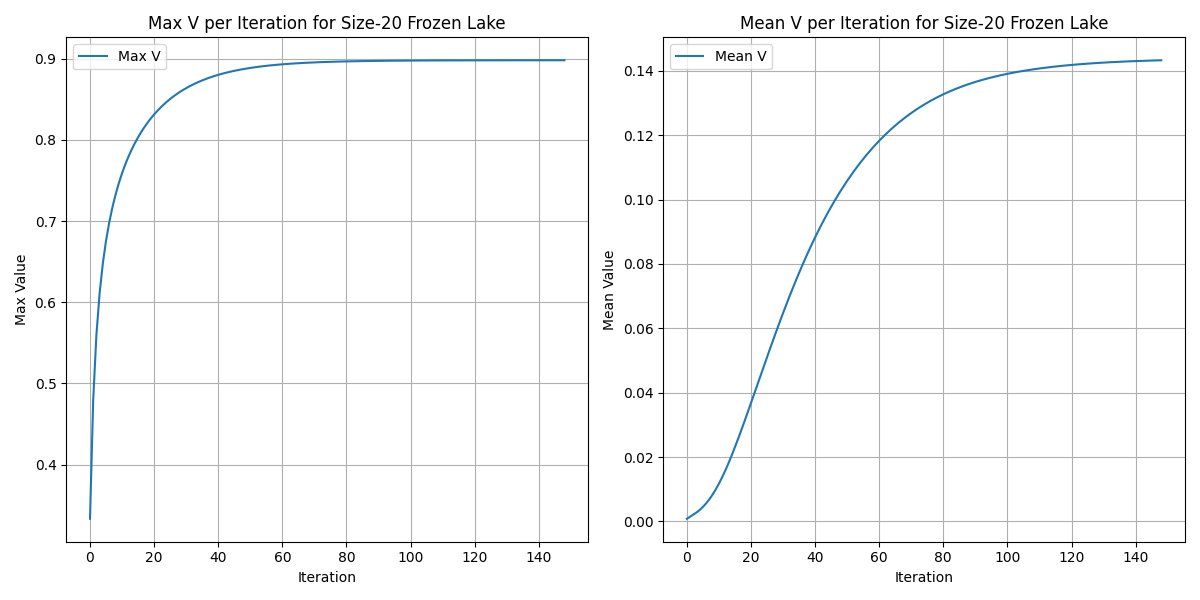 Max V per Iteration for Size-20 Frozen Lake
Max V
0.9
0.8
0.7
0.6
0.5
0.4
Max Value
0 20 40 60 80 100 120 140
Iteration
Mean V per Iteration for Size-20 Frozen Lake
Mean V
0.14
0.12
0.10
0.08
0.06
0.04
0.02
0.00
Mean Value
0 20 40 60 80 100 120 140
Iteration